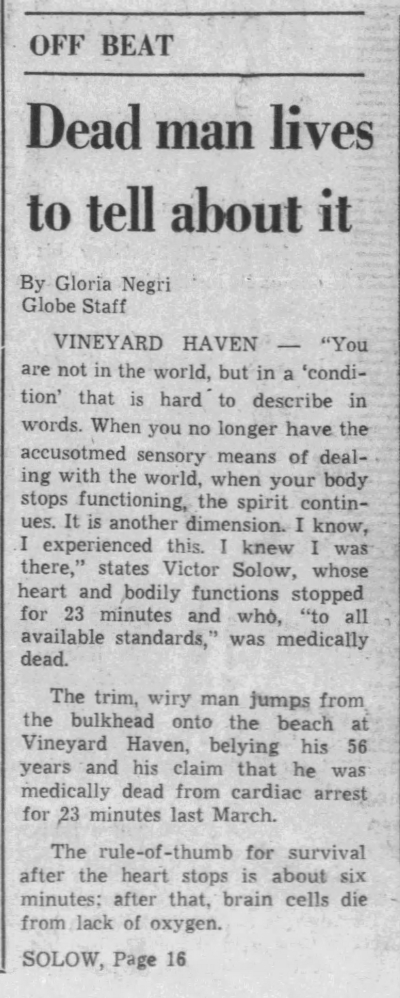 OFF BEAT
Dead man lives
to tell about it
By Gloria Negri
Globe Staff
VINEYARD HAVEN — “You
are not in the world, but in a ‘condi-
tion’ that is hard to describe in
words. When you no longer have the
accusotmed sensory means of deal-
ing with the world, when your body
stops functioning, the spirit contin-
ues. It is another dimension. I know,
I experienced this. I knew I was
there,” states Victor Solow, whose
heart and bodily functions stopped
for 23 minutes and who, “to all
available standards,” was medically
dead.
The trim, wiry man jumps from
the bulkhead onto the beach at
Vineyard Haven, belying his 56
years and his claim that he was
medically dead from cardiac arrest
for 23 minutes last March.
The rule-of-thumb for survival
after the heart stops is about six
minutes; after that, brain cells die
from lack of oxygen.
SOLOW, Page 16